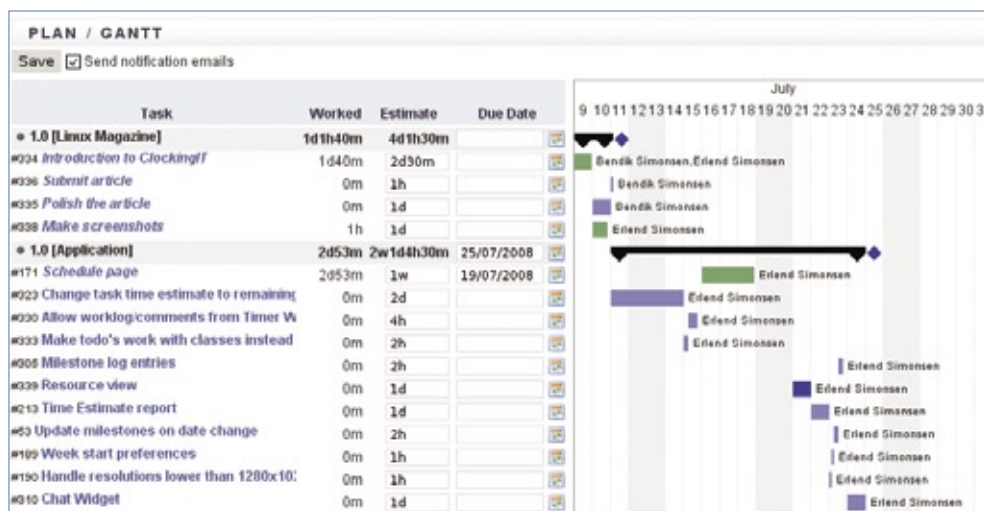 PLAN / GANTT
Save Send notification emails
July
Task Worked Estimate Due Date 9 10 11 12 13 14 15 16 17 18 19 20 21 22 23 24 25 26 27 28 29 30 3
1.0 [Linux Magazine] 1d1h40m 4d1h30m
#334 Introduction to ClockingIT 1d40m 2d30m Bendik Simonsen,Erlend Simonsen
#336 Submit article 0m 1h Bendik Simonsen
#335 Polish the article 0m 1d Bendik Simonsen
#338 Make screenshots 1h 1d Erlend Simonsen
1.0 [Application] 2d53m 2w1d4h30m 25/07/2008
#171 Schedule page 2d53m 1w 19/07/2008 Erlend Simonsen
#323 Change task time estimate to remaining 0m 2d Erlend Simonsen
#330 Allow worklog/comments from Timer W 0m 4h Erlend Simonsen
#333 Make todo's work with classes instead 0m 2h Erlend Simonsen
#305 Milestone log entries 0m 2h Erlend Simonsen
#339 Resource view 0m 1d Erlend Simonsen
#213 Time Estimate report 0m 1d Erlend Simonsen
#53 Update milestones on date change 0m 2h Erlend Simonsen
#189 Week start preferences 0m 1h Erlend Simonsen
#190 Handle resolutions lower than 1280x10 0m 1h Erlend Simonsen
#310 Chat Widget 0m 1d Erlend Simonsen